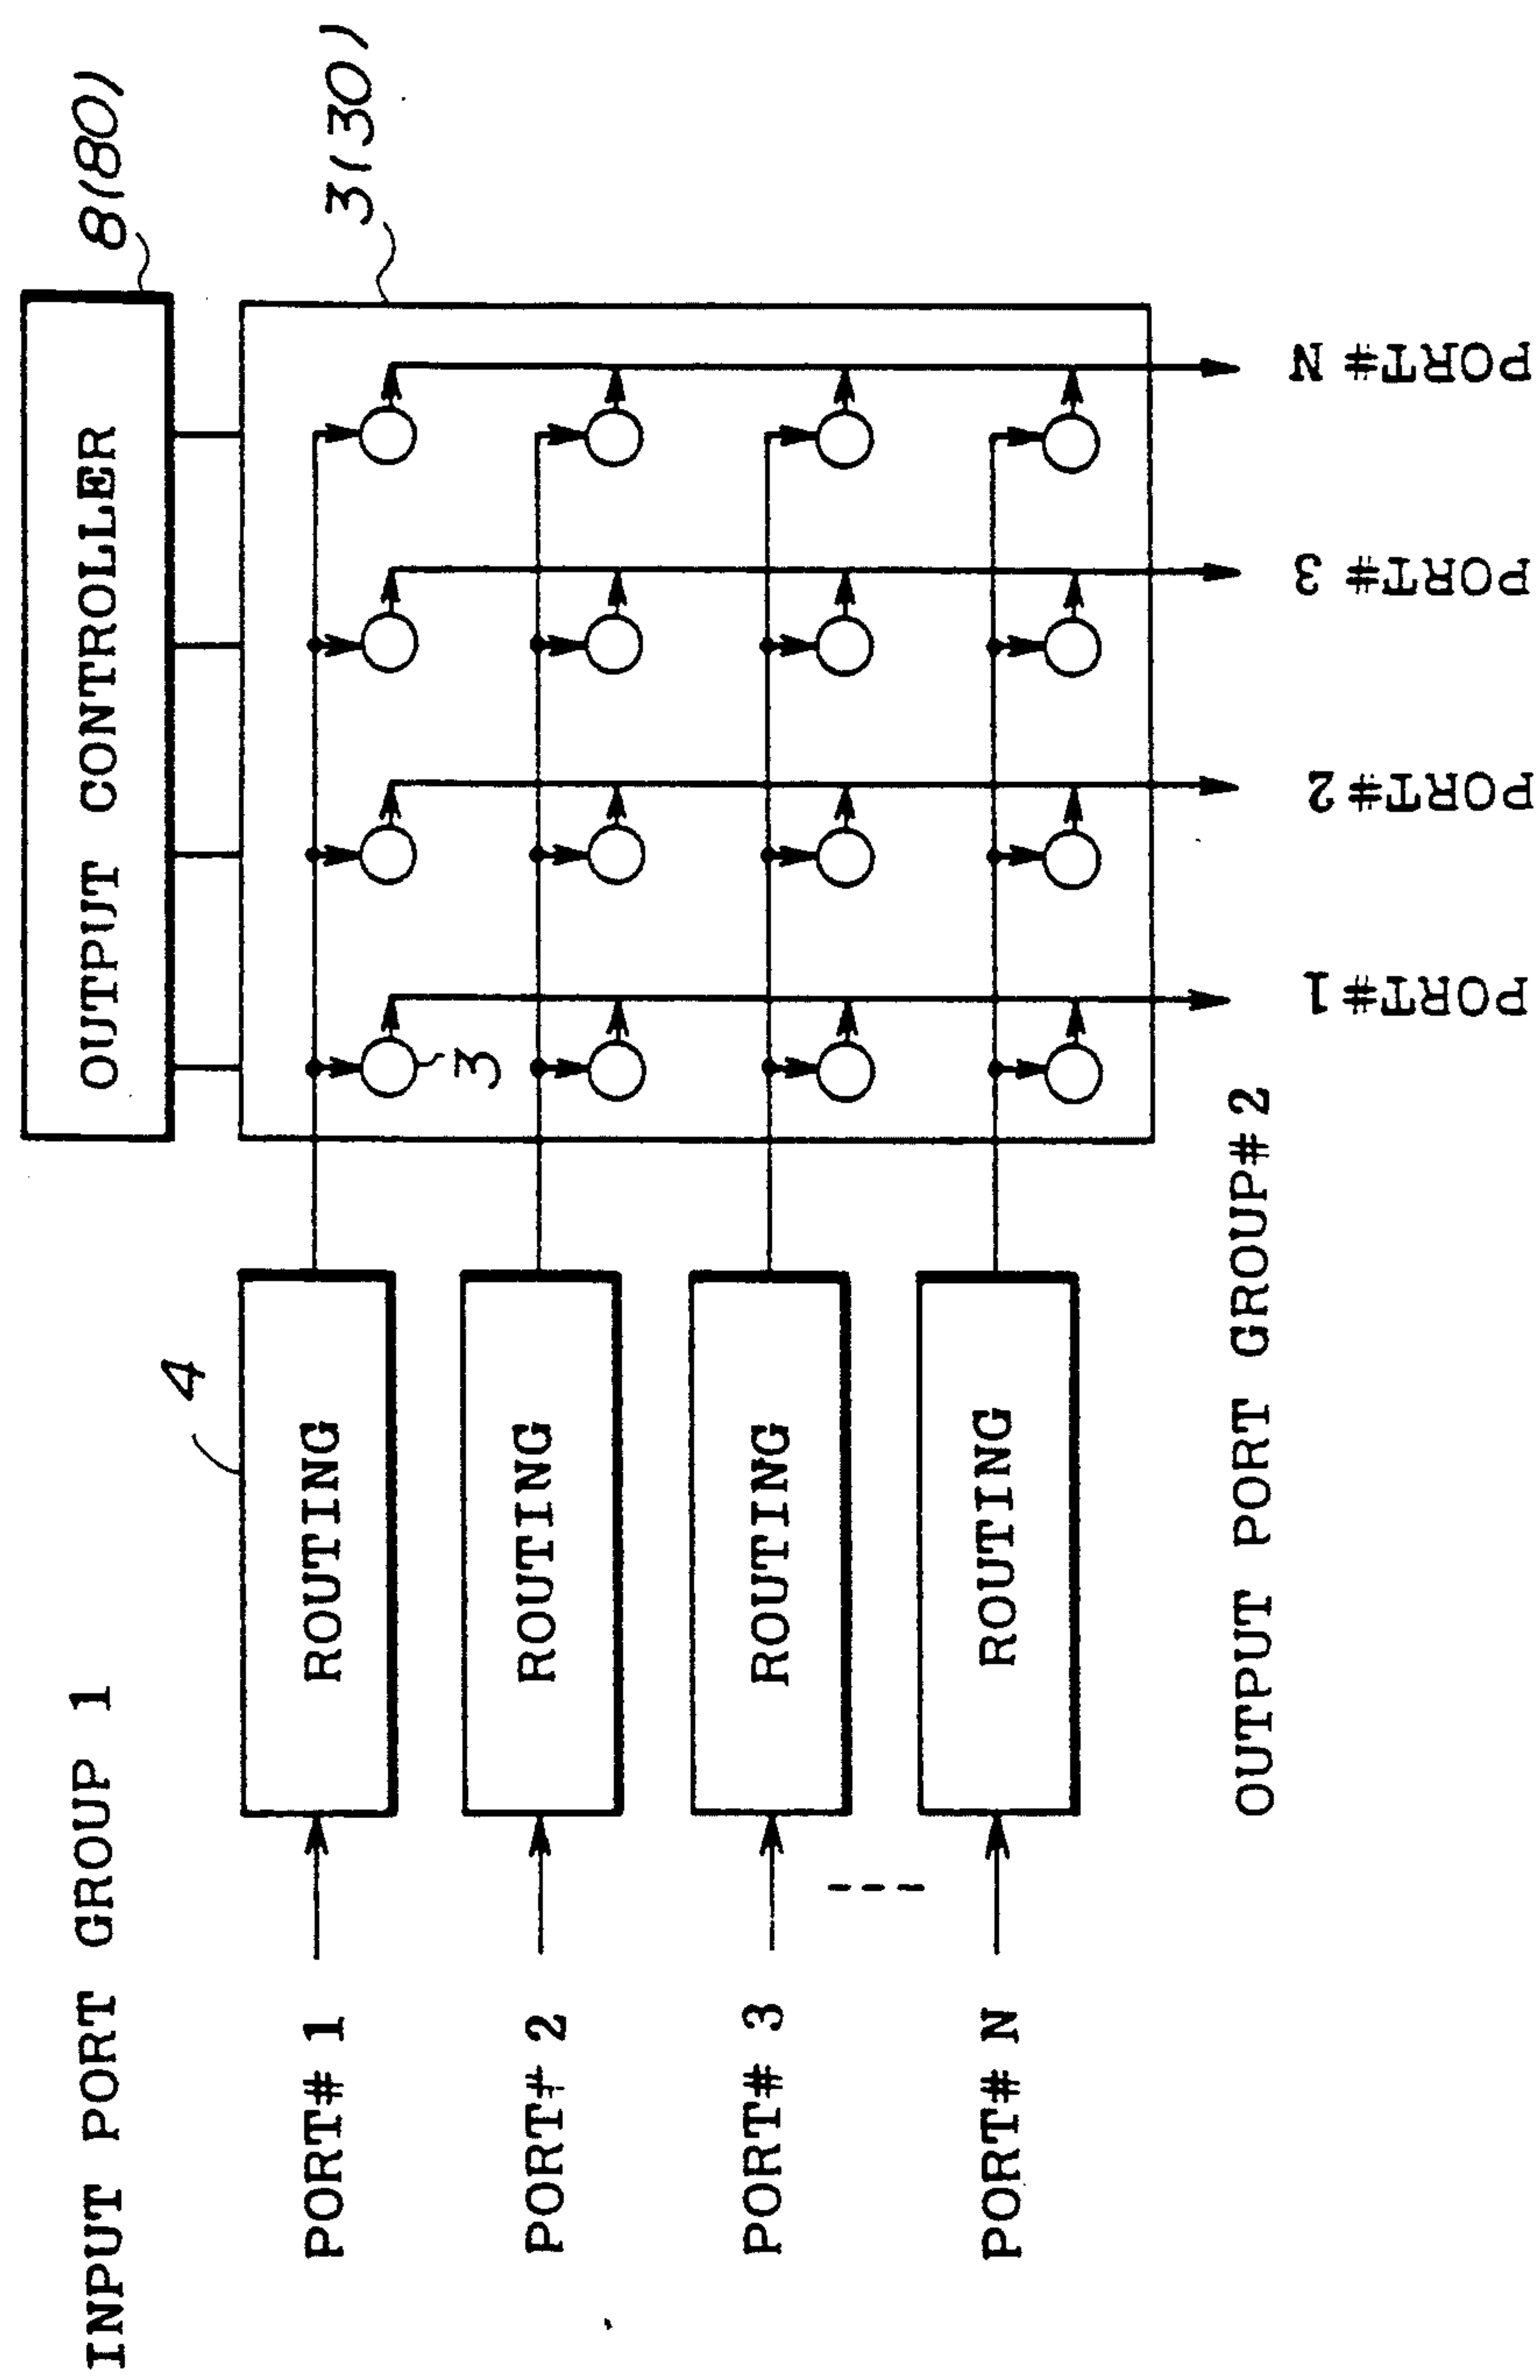 INPUT PORT GROUP 1
OUTPUT CONTROLLER
8(80)
3(30)
4
PORT# 1
ROUTING
3
PORT# 2
ROUTING
PORT# 3
ROUTING
PORT# N
ROUTING
OUTPUT PORT GROUP# 2
PORT#1
PORT#2
PORT# 3
PORT# N